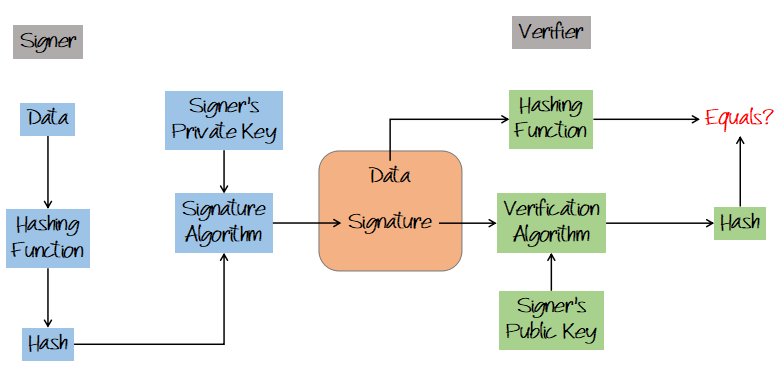 Signer
Verifier
Data
Signer's
Private Key
Hashing
Function
Equals?
Data
Hashing
Function
Signature
Algorithm
Signature
Verification
Algorithm
Hash
Signer's
Public Key
Hash